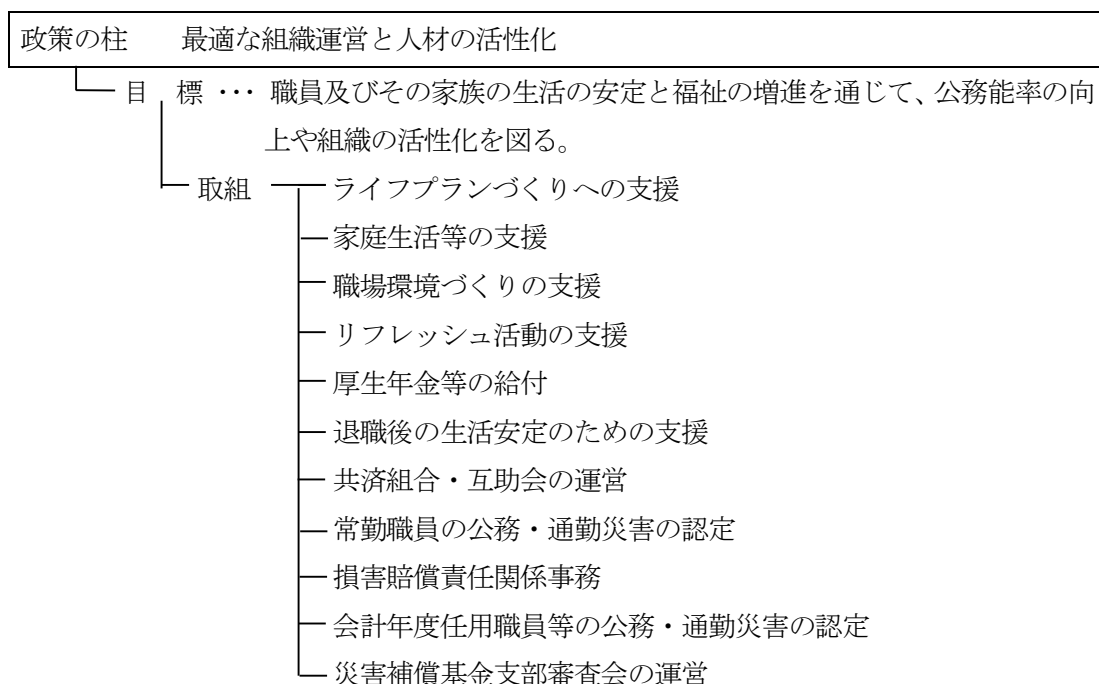 政策の柱　　最適な組織運営と人材の活性化
目　標 ・・・ 職員及びその家族の生活の安定と福祉の増進を通じて、公務能率の向
上や組織の活性化を図る。
取組　ライフプランづくりへの支援
家庭生活等の支援
職場環境づくりの支援
リフレッシュ活動の支援
厚生年金等の給付
退職後の生活安定のための支援
共済組合・互助会の運営
常勤職員の公務・通勤災害の認定
損害賠償責任関係事務
会計年度任用職員等の公務・通勤災害の認定
災害補償基金支部審査会の運営